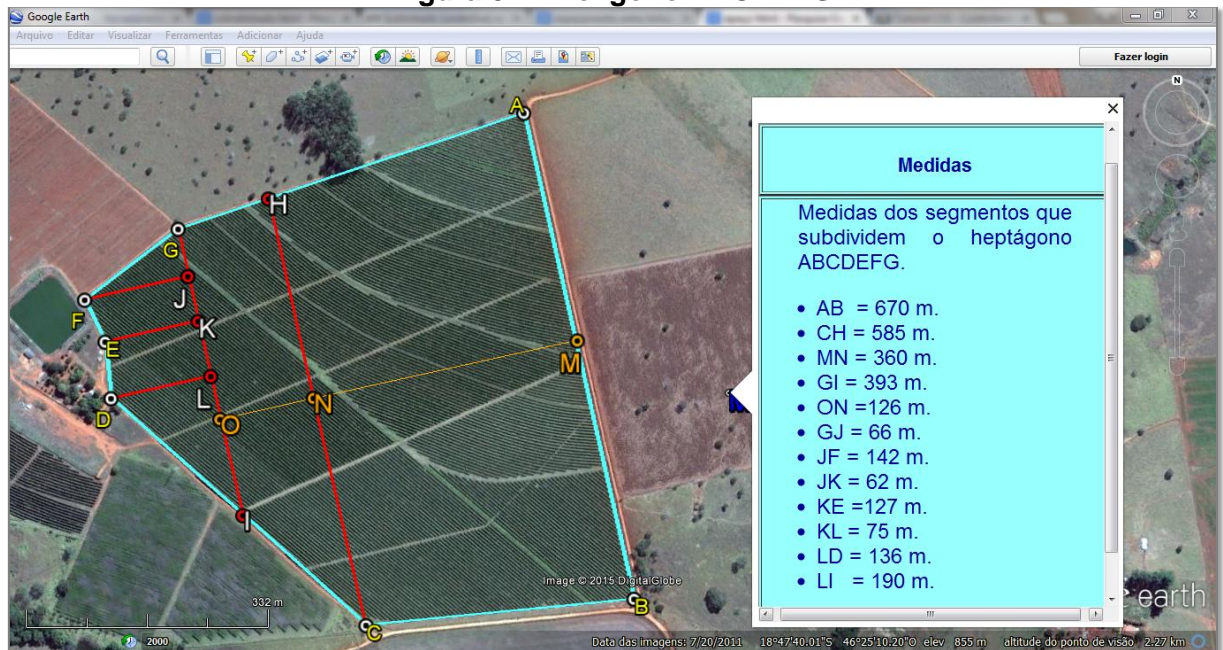 Google Earth
Arquivo Editar Visualizar Ferramentas Adicionar Ajuda
Fazer login
N
A
H
G
J
F
K
E
M
L
N
D
O
I
C
B
Medidas
Medidas dos segmentos que
subdividem o heptágono
ABCDEFG.
• AB = 670 m.
• CH = 585 m.
• MN = 360 m.
• GI = 393 m.
• ON =126 m.
• GJ = 66 m.
• JF = 142 m.
• JK = 62 m.
• KE =127 m.
• KL = 75 m.
• LD = 136 m.
• LI = 190 m.
332 m
Image © 2015 DigitalGlobe
earth
2000
Data das imagens: 7/20/2011 18°47'40.01"S 46°25'10.20"O elev 855 m altitude do ponto de visão 2.27 km